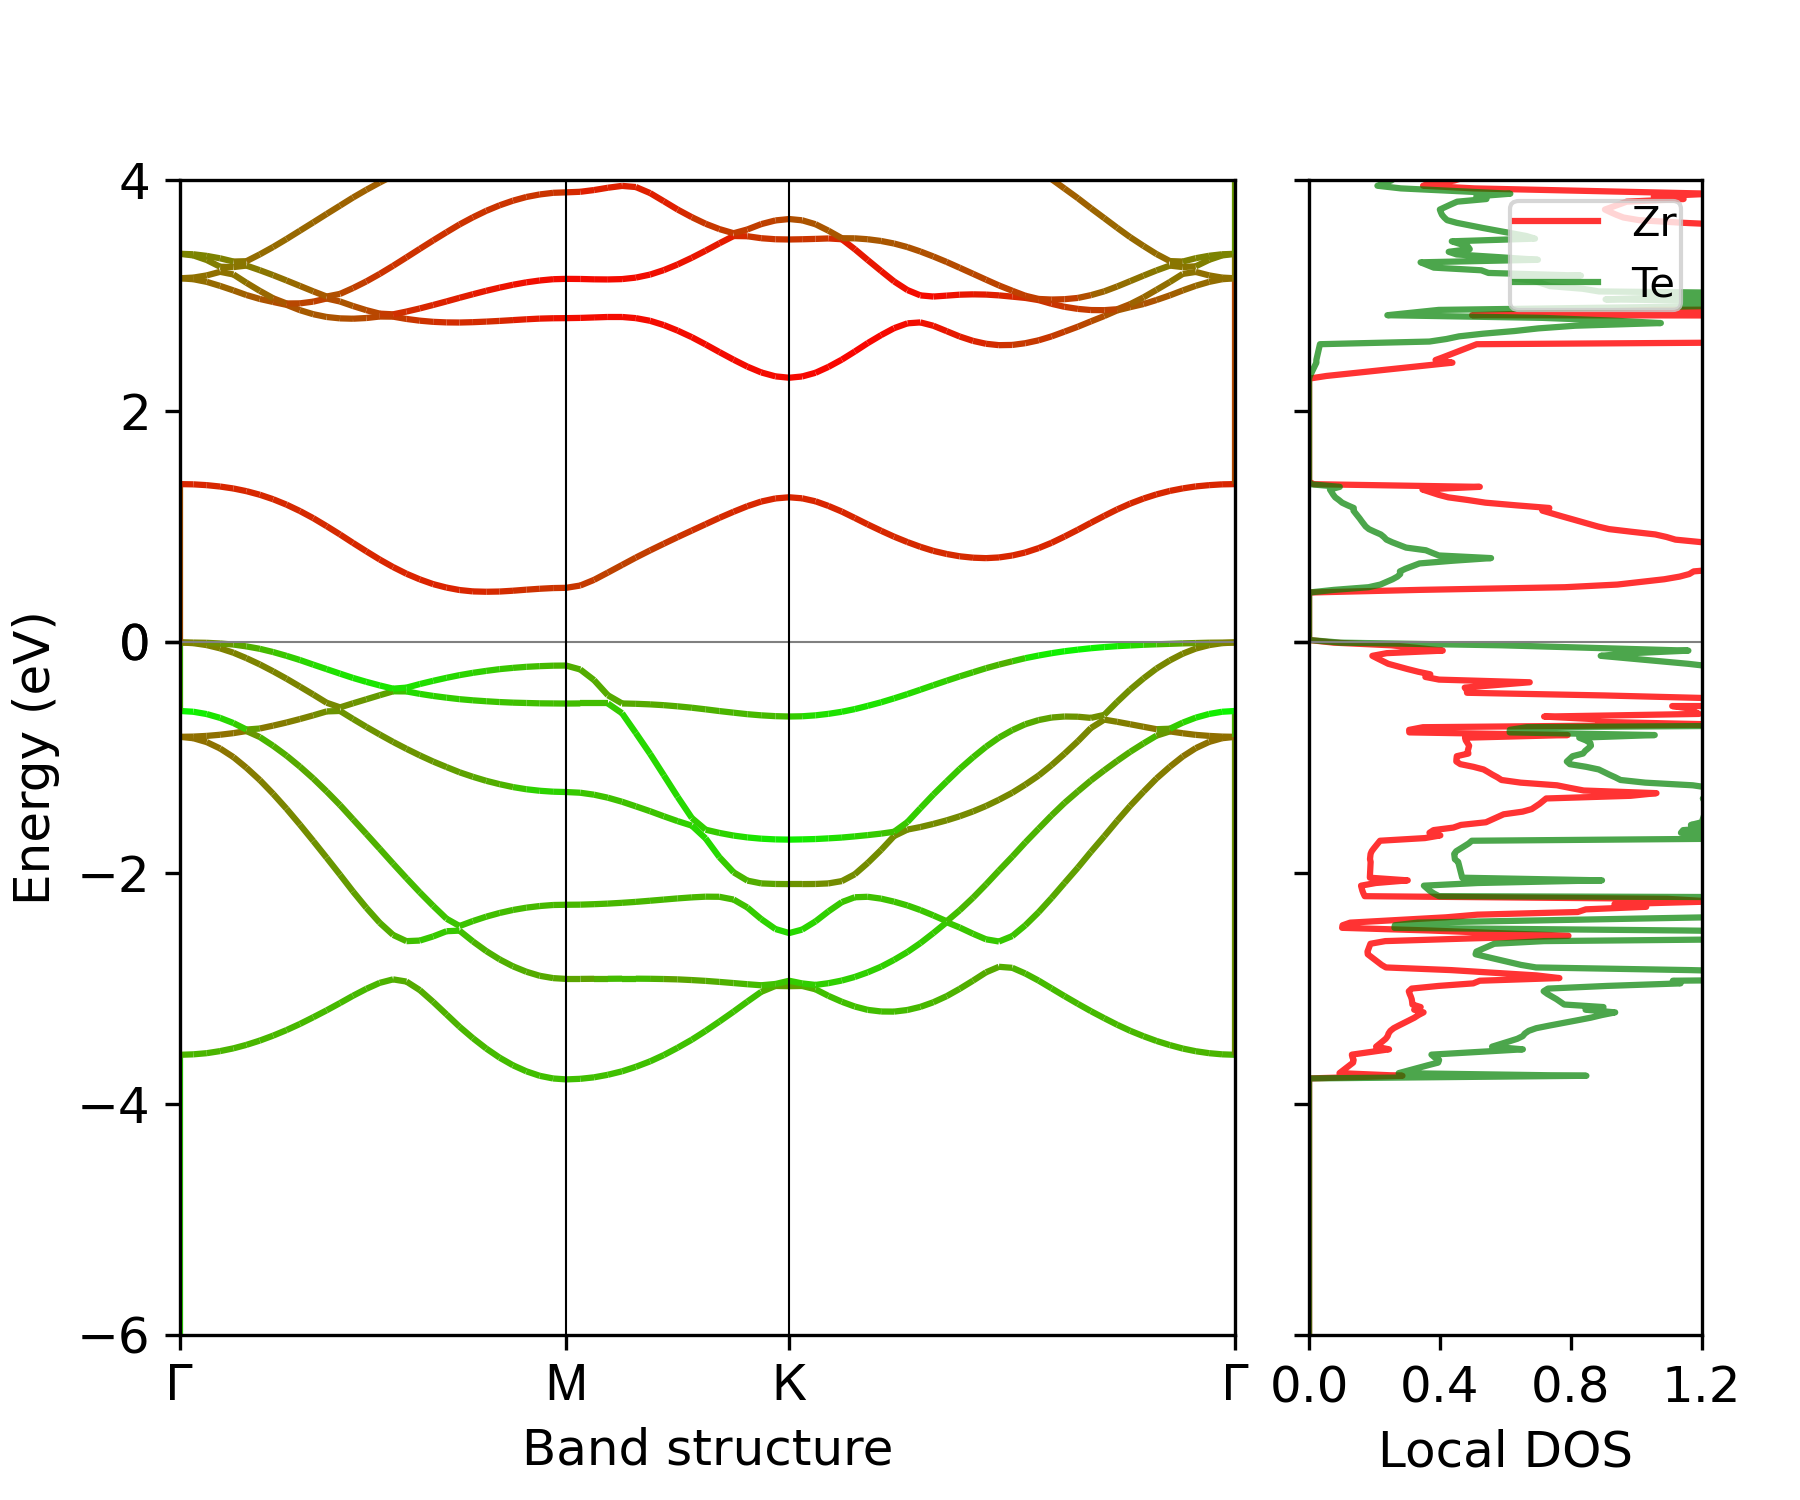 4
2
0
−2
−4
−6
Energy (eV)
Γ M K Γ
Band structure
Zr
Te
0.0 0.4 0.8 1.2
Local DOS